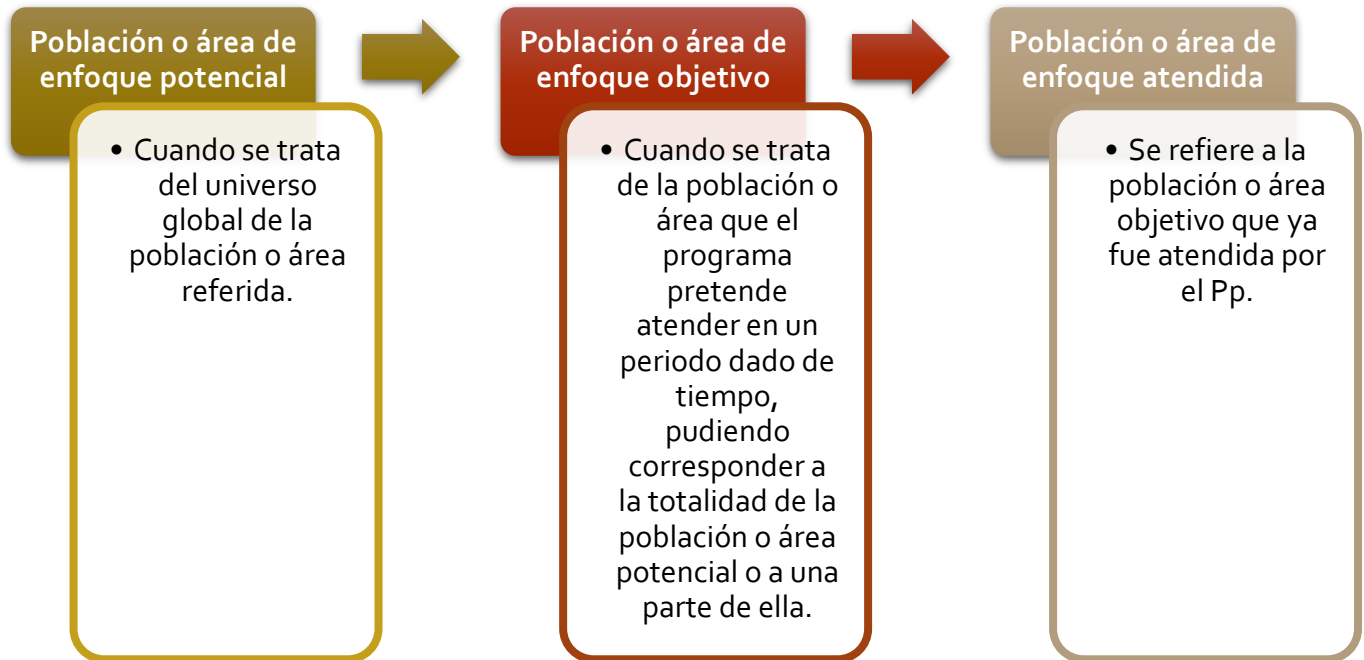 Población o área de
enfoque potencial
• Cuando se trata
del universo
global de la
población o área
referida.
Población o área de
enfoque objetivo
• Cuando se trata
de la población o
área que el
programa
pretende
atender en un
periodo dado de
tiempo,
pudiendo
corresponder a
la totalidad de la
población o área
potencial o a una
parte de ella.
Población o área de
enfoque atendida
• Se refiere a la
población o área
objetivo que ya
fue atendida por
el Pp.